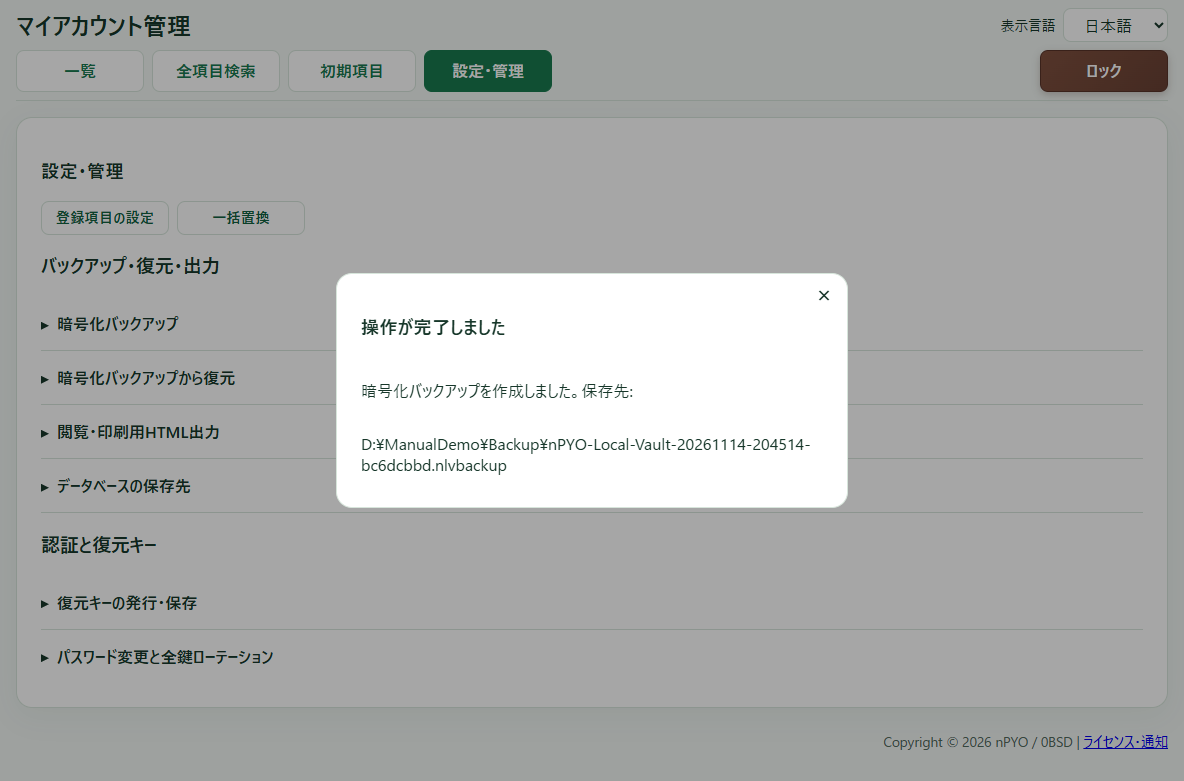 マイアカウント管理
表示言語 日本語
一覧 全項目検索 初期項目 設定・管理 ロック
設定・管理
登録項目の設定 一括置換
バックアップ・復元・出力
▶ 暗号化バックアップ
▶ 暗号化バックアップから復元
▶ 閲覧・印刷用HTML出力
▶ データベースの保存先
認証と復元キー
▶ 復元キーの発行・保存
▶ パスワード変更と全鍵ローテーション
×
操作が完了しました
暗号化バックアップを作成しました。保存先:
D:¥ManualDemo¥Backup¥nPYO-Local-Vault-20261114-204514-
bc6dcbbd.nlvbackup
Copyright © 2026 nPYO / 0BSD | ライセンス・通知